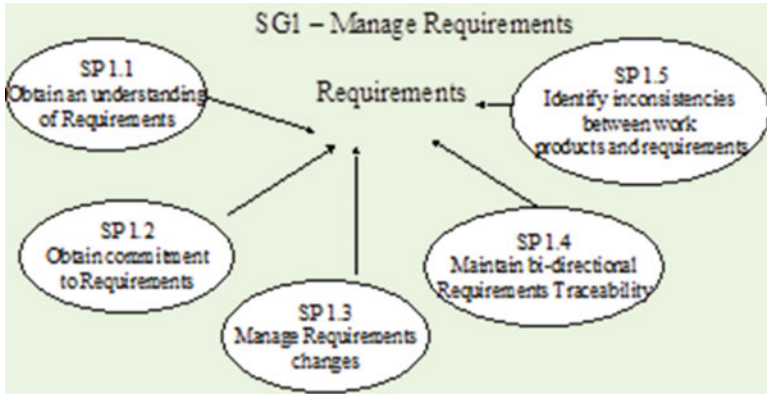 SG1 – Manage Requirements
SP 1.1
Obtain an understanding
of Requirements
Requirements
SP 1.5
Identify inconsistencies
between work
products and requirements
SP 1.2
Obtain commitment
to Requirements
SP 1.4
Maintain bi-directional
Requirements Traceability
SP 1.3
Manage Requirements
changes